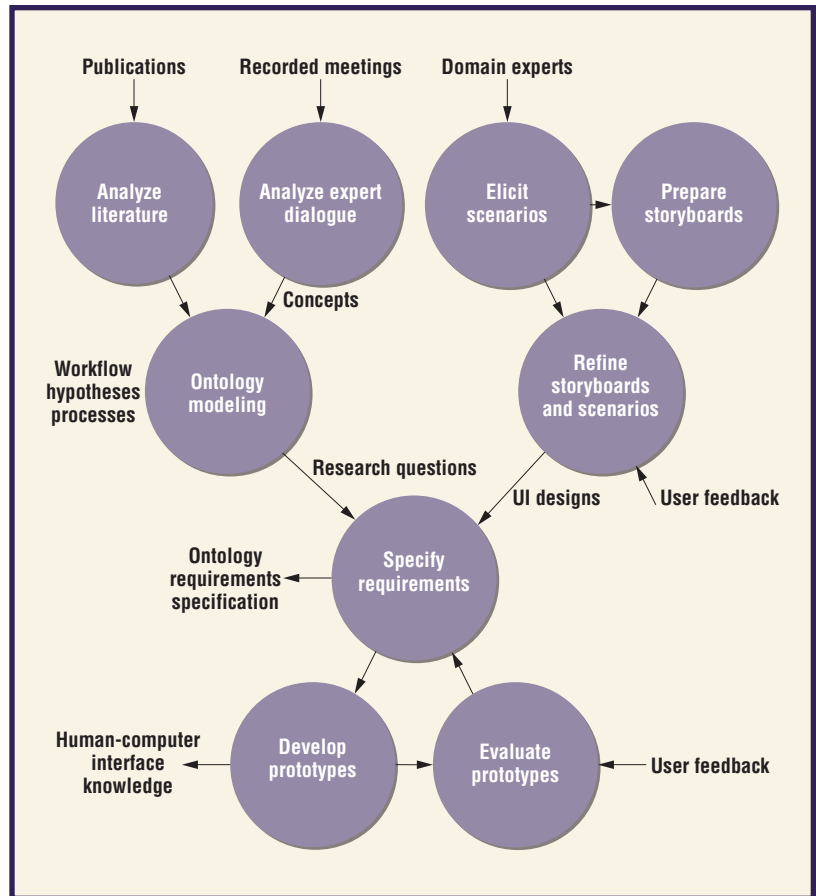 Publications
Recorded meetings
Domain experts
Analyze
literature
Analyze expert
dialogue
Elicit
scenarios
Prepare
storyboards
Concepts
Workflow
hypotheses
processes
Ontology
modeling
Refine
storyboards
and scenarios
Research questions
UI designs
User feedback
Ontology
requirements
specification
Specify
requirements
Human-computer
interface
knowledge
Develop
prototypes
Evaluate
prototypes
User feedback